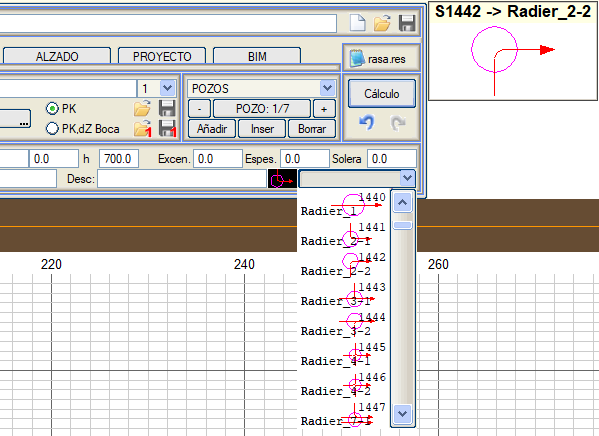 S1442 -> Radier_2-2
ALZADO
PROYECTO
BIM
rasa.res
1
POZOS
PK
PK,dZ Boca
...
-
POZO: 1/7
+
Añadir
Inser
Borrar
Cálculo
0.0
h
700.0
Excen.
0.0
Espes.
0.0
Solera
0.0
Desc:
1440
Radier_1
1441
Radier_2-1
1442
Radier_2-2
1443
Radier_3-1
1444
Radier_3-2
1445
Radier_4-1
1446
Radier_4-2
1447
220
240
260